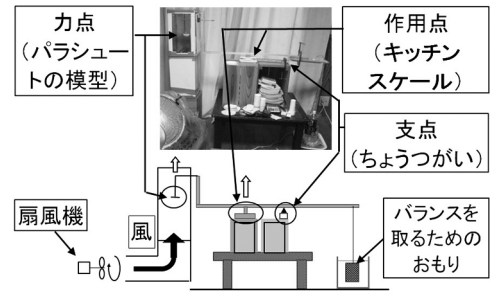 力点
(パラシュー
トの模型)
作用点
(キッチン
スケール)
支点
(ちょうつがい)
扇風機
風
バランスを
取るための
おもり